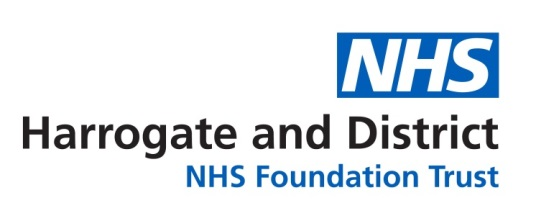 NHS
Harrogate and District
NHS Foundation Trust